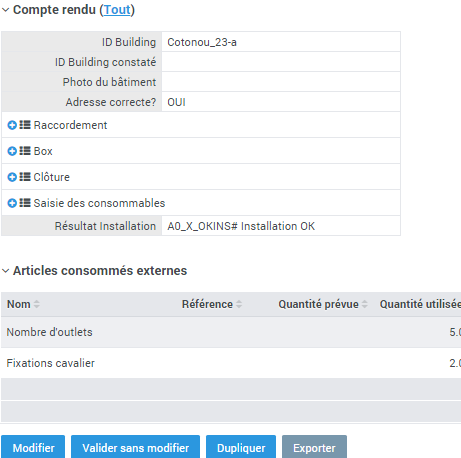 Compte rendu (Tout)
ID Building Cotonou_23-a
ID Building constaté
Photo du bâtiment
Adresse correcte? OUI
Raccordement
Box
Clôture
Saisie des consommables
Résultat Installation A0_X_OKINS# Installation OK
Articles consommés externes
Nom Référence Quantité prévue Quantité utilisée
Nombre d'outlets 5.0
Fixations cavalier 2.0
Modifier Valider sans modifier Dupliquer Exporter